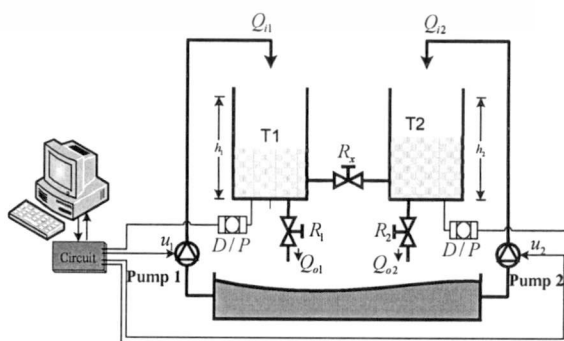 Q_{i1}
Q_{i2}
T1
T2
h_1
h_2
R_x
R_1
R_2
D/P
D/P
u_1
u_2
Circuit
Pump 1
Pump 2
Q_{o1}
Q_{o2}